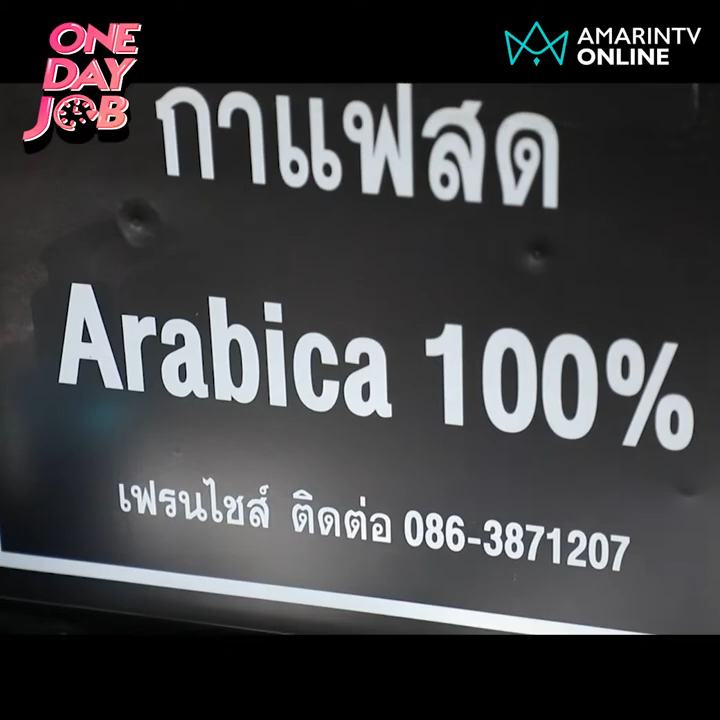 ONE
DAY
JOB
AMARINTV
ONLINE
กาแฟสด
Arabica 100%
เฟรนไชส์ ติดต่อ 086-3871207